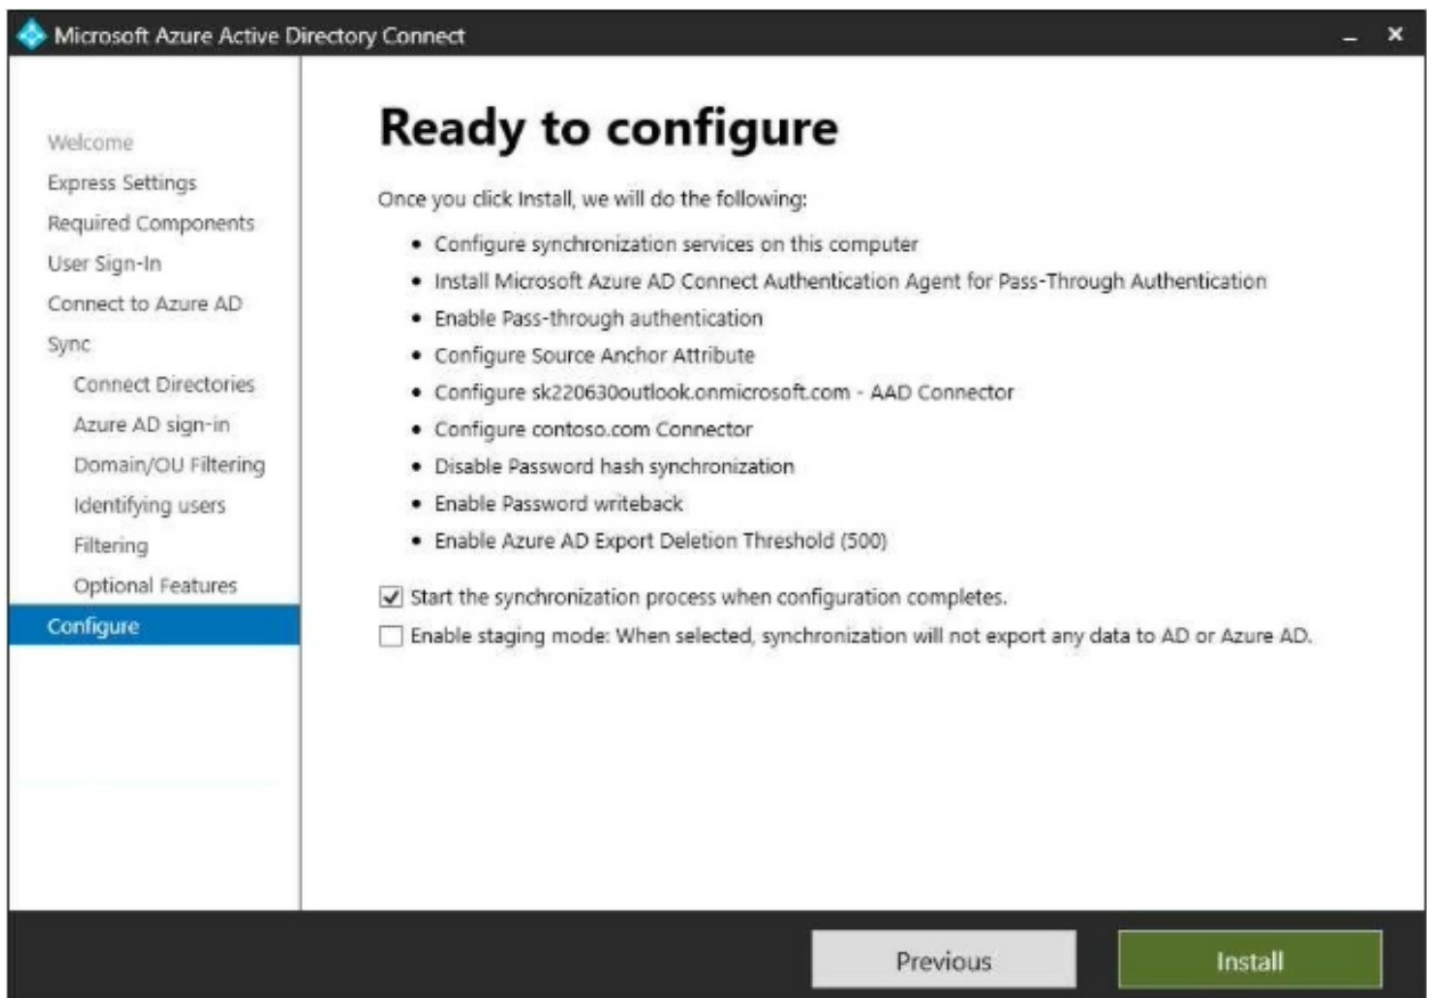 Microsoft Azure Active Directory Connect
Welcome
Express Settings
Required Components
User Sign-In
Connect to Azure AD
Sync
Connect Directories
Azure AD sign-in
Domain/OU Filtering
Identifying users
Filtering
Optional Features
Configure
Ready to configure
Once you click Install, we will do the following:
• Configure synchronization services on this computer
• Install Microsoft Azure AD Connect Authentication Agent for Pass-Through Authentication
• Enable Pass-through authentication
• Configure Source Anchor Attribute
• Configure sk220630outlook.onmicrosoft.com - AAD Connector
• Configure contoso.com Connector
• Disable Password hash synchronization
• Enable Password writeback
• Enable Azure AD Export Deletion Threshold (500)
Start the synchronization process when configuration completes.
Enable staging mode: When selected, synchronization will not export any data to AD or Azure AD.
Previous
Install